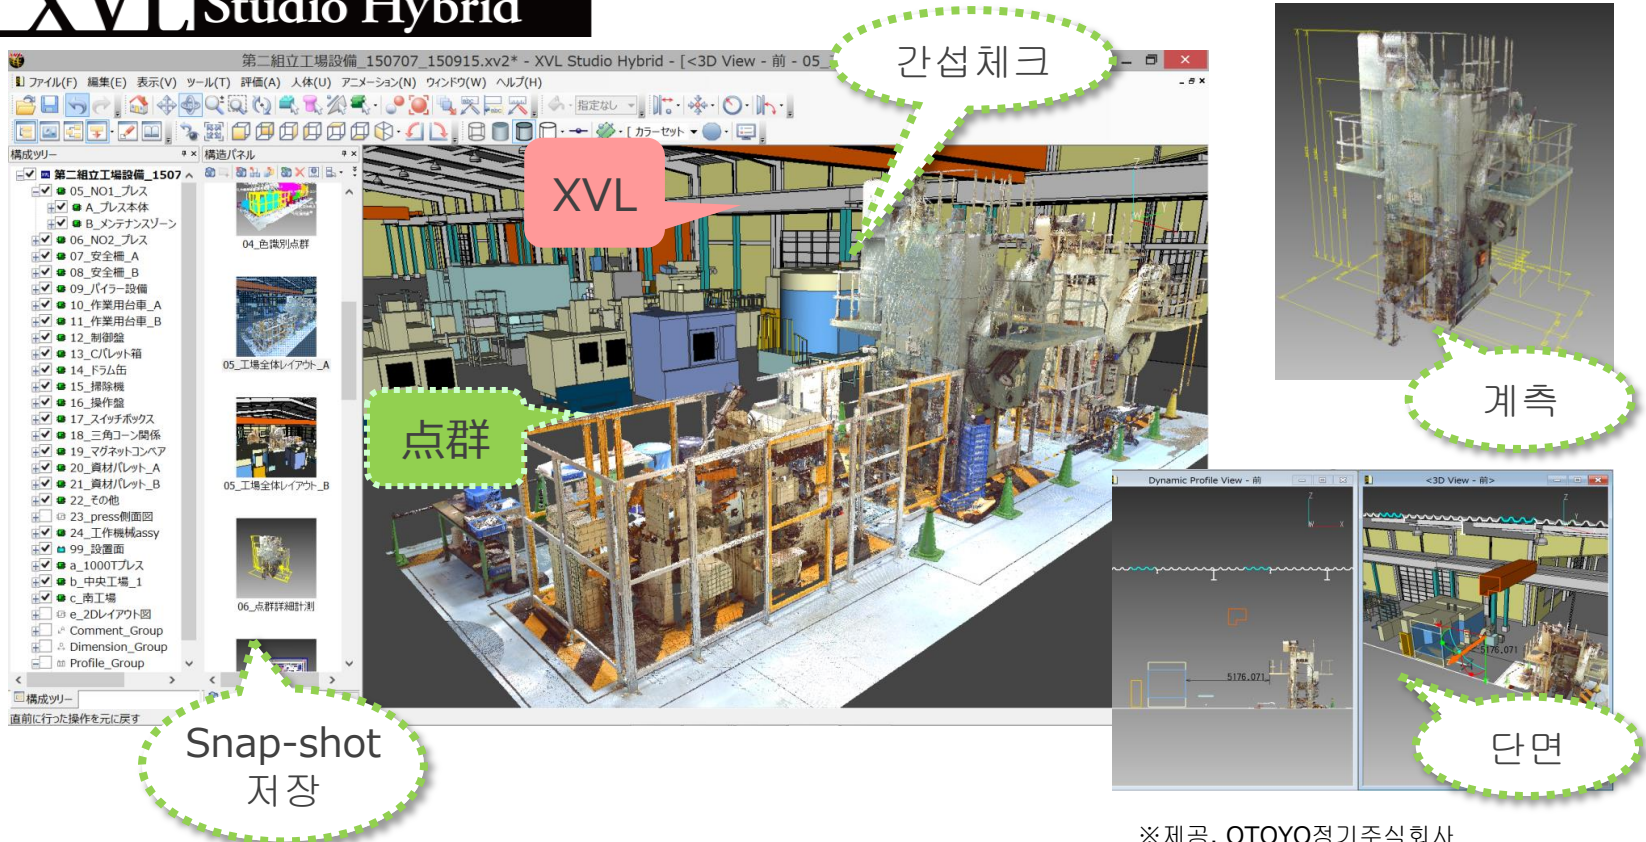 XVL Studio Hybrid
第二組立工場設備_150707_150915.xv2* - XVL Studio Hybrid - [<3D View - 前 - 05_
ファイル(F) 編集(E) 表示(V) ツール(T) 評価(A) 人体(U) アニメーション(N) ウインドウ(W) ヘルプ(H)
指定なし
[ カラーセット
構成ツリー
構造パネル
第二組立工場設備_1507
05_NO1_プレス
A_プレス本体
B_メンテナンスゾーン
06_NO2_プレス
07_安全柵_A
08_安全柵_B
09_パイラー設備
10_作業用台車_A
11_作業用台車_B
12_制御盤
13_Cパレット箱
14_ドラム缶
15_掃除機
16_操作盤
17_スイッチボックス
18_三角コーン関係
19_マグネットコンベア
20_資材パレット_A
21_資材パレット_B
22_その他
23_press側面図
24_工作機械assy
99_設置面
a_1000Tプレス
b_中央工場_1
c_南工場
e_2Dレイアウト図
Comment_Group
Dimension_Group
Profile_Group
構成ツリー
直前に行った操作を元に戻す
04_色識別点群
05_工場全体レイアウト_A
05_工場全体レイアウト_B
06_点群詳細計測
XVL
点群
간섭체크
계측
Snap-shot
저장
Dynamic Profile View - 前
<3D View - 前>
5176.071
5176.071
단면
※제공. OTOYO정기주식회사